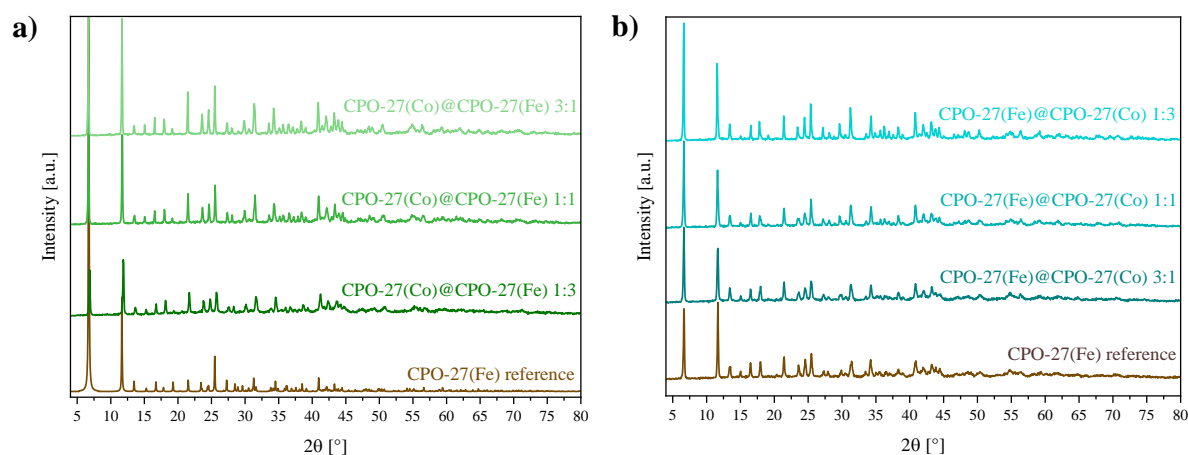 a)
Intensity [a.u.]
CPO-27(Co)@CPO-27(Fe) 3:1
CPO-27(Co)@CPO-27(Fe) 1:1
CPO-27(Co)@CPO-27(Fe) 1:3
CPO-27(Fe) reference
5 10 15 20 25 30 35 40 45 50 55 60 65 70 75 80
2θ [°]
b)
Intensity [a.u.]
CPO-27(Fe)@CPO-27(Co) 1:3
CPO-27(Fe)@CPO-27(Co) 1:1
CPO-27(Fe)@CPO-27(Co) 3:1
CPO-27(Fe) reference
5 10 15 20 25 30 35 40 45 50 55 60 65 70 75 80
2θ [°]